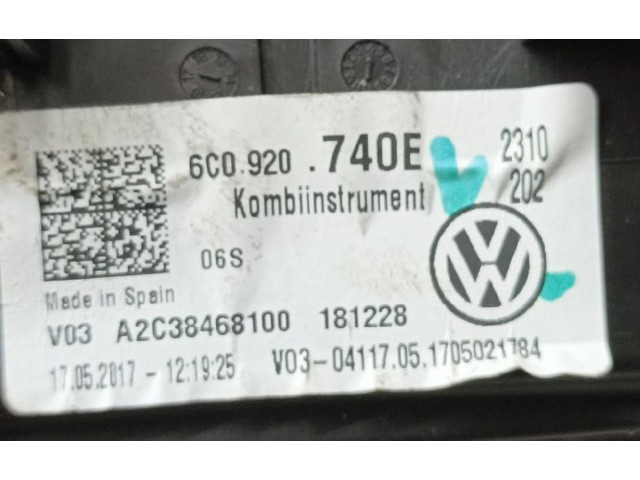 6C0.920 .740E 2310
Kombiinstrument 202
06S
Made in Spain
V03 A2C38468100 181228
17.05.2017 - 12:19:25 V03-04117.05.1705021784